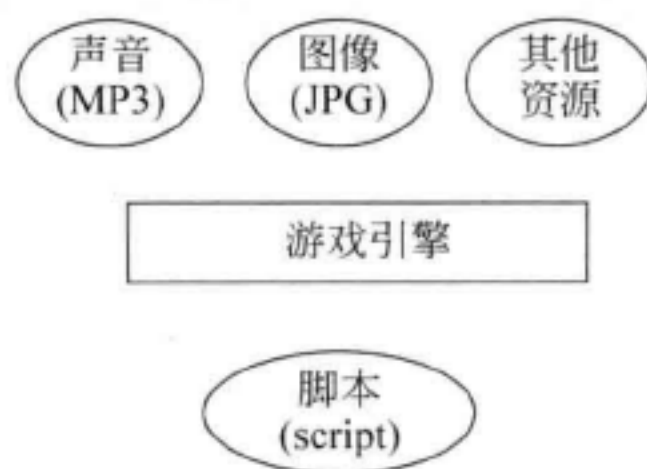 声音
(MP3)
图像
(JPG)
其他
资源
游戏引擎
脚本
(script)